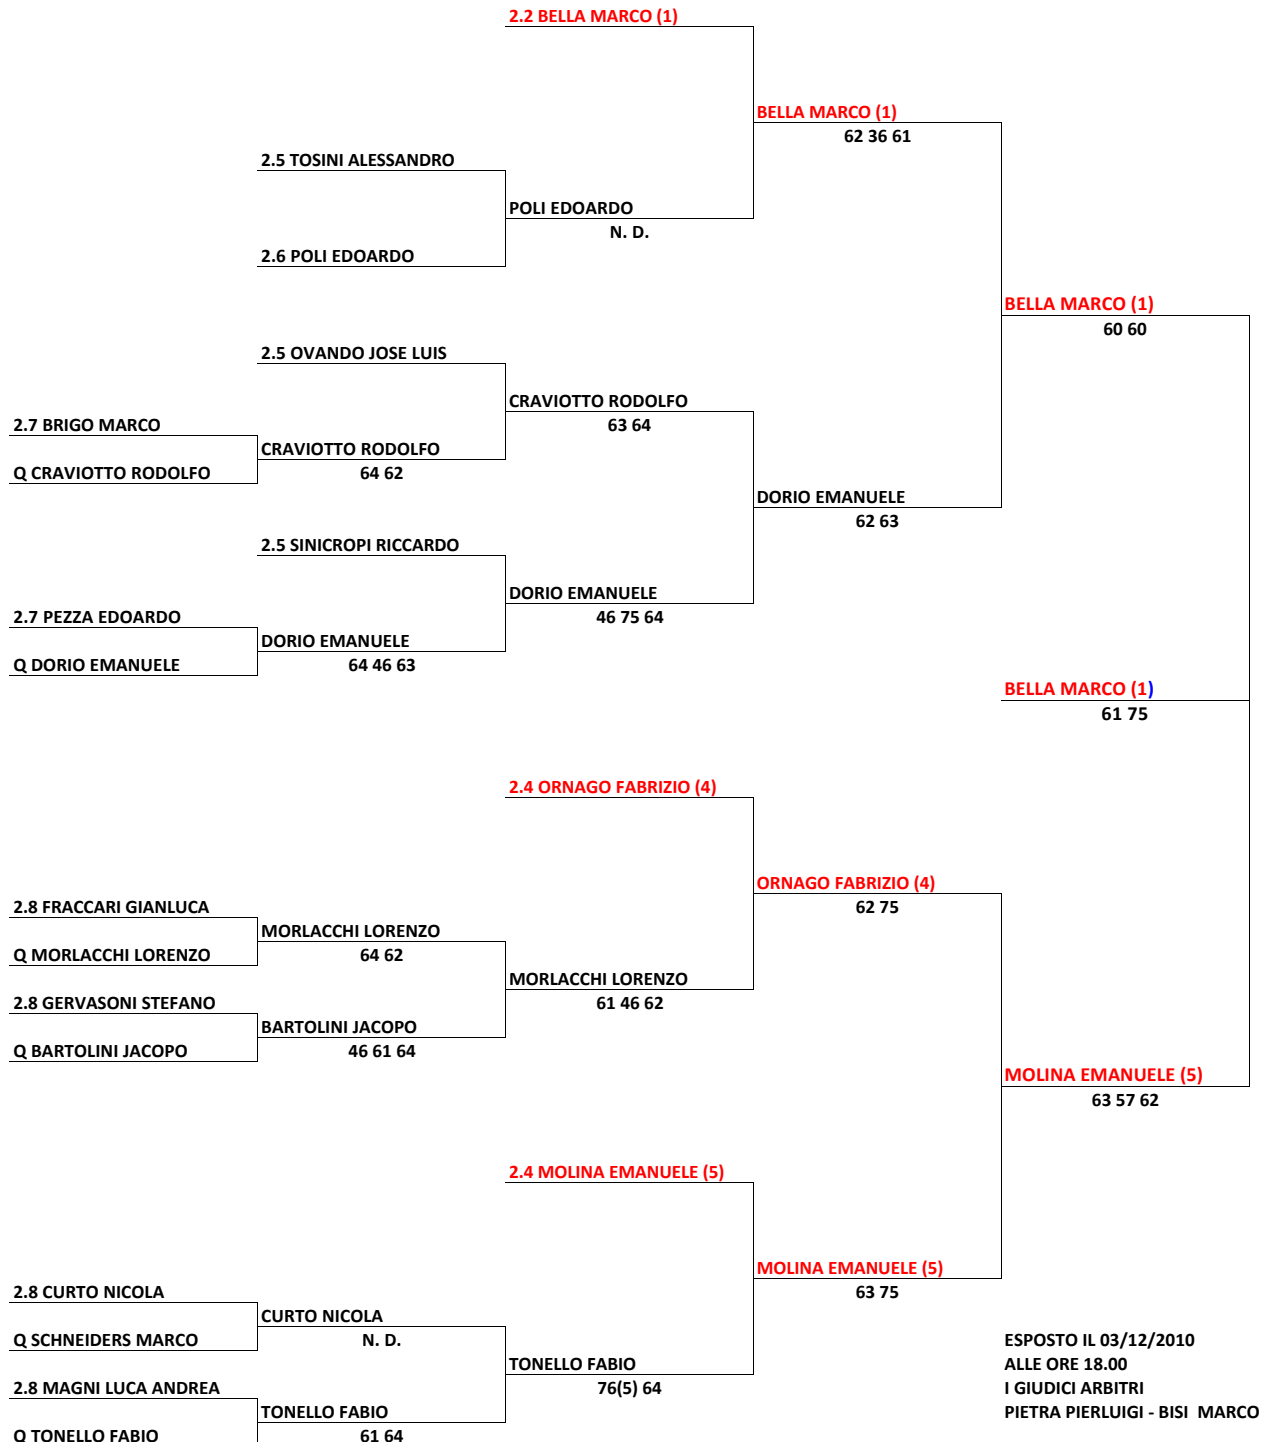 2.2 BELLA MARCO (1)
BELLA MARCO (1)
62 36 61
2.5 TOSINI ALESSANDRO
POLI EDOARDO
N. D.
2.6 POLI EDOARDO
BELLA MARCO (1)
60 60
2.5 OVANDO JOSE LUIS
CRAVIOTTO RODOLFO
63 64
2.7 BRIGO MARCO
CRAVIOTTO RODOLFO
64 62
Q CRAVIOTTO RODOLFO
DORIO EMANUELE
62 63
2.5 SINICROPI RICCARDO
DORIO EMANUELE
46 75 64
2.7 PEZZA EDOARDO
DORIO EMANUELE
64 46 63
Q DORIO EMANUELE
BELLA MARCO (1)
61 75
2.4 ORNAGO FABRIZIO (4)
ORNAGO FABRIZIO (4)
62 75
2.8 FRACCARI GIANLUCA
MORLACCHI LORENZO
64 62
Q MORLACCHI LORENZO
MORLACCHI LORENZO
61 46 62
2.8 GERVASONI STEFANO
BARTOLINI JACOPO
46 61 64
Q BARTOLINI JACOPO
MOLINA EMANUELE (5)
63 57 62
2.4 MOLINA EMANUELE (5)
MOLINA EMANUELE (5)
63 75
2.8 CURTO NICOLA
CURTO NICOLA
N. D.
Q SCHNEIDERS MARCO
TONELLO FABIO
76(5) 64
2.8 MAGNI LUCA ANDREA
TONELLO FABIO
61 64
Q TONELLO FABIO
ESPOSTO IL 03/12/2010
ALLE ORE 18.00
I GIUDICI ARBITRI
PIETRA PIERLUIGI - BISI MARCO